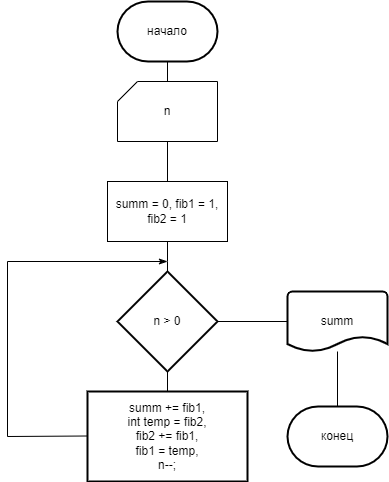 начало
n
summ = 0, fib1 = 1,
fib2 = 1
n > 0
summ
summ += fib1,
int temp = fib2,
fib2 += fib1,
fib1 = temp,
n--;
конец